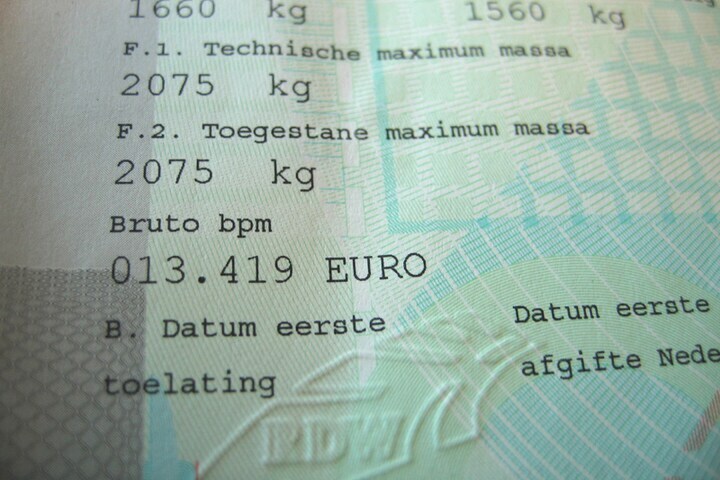 1660 kg 1560 kg
F.1. Technische maximum massa
2075 kg
F.2. Toegestane maximum massa
2075 kg
Bruto bpm
013.419 EURO
B. Datum eerste Datum eerste
toelating afgifte Nede
RDW